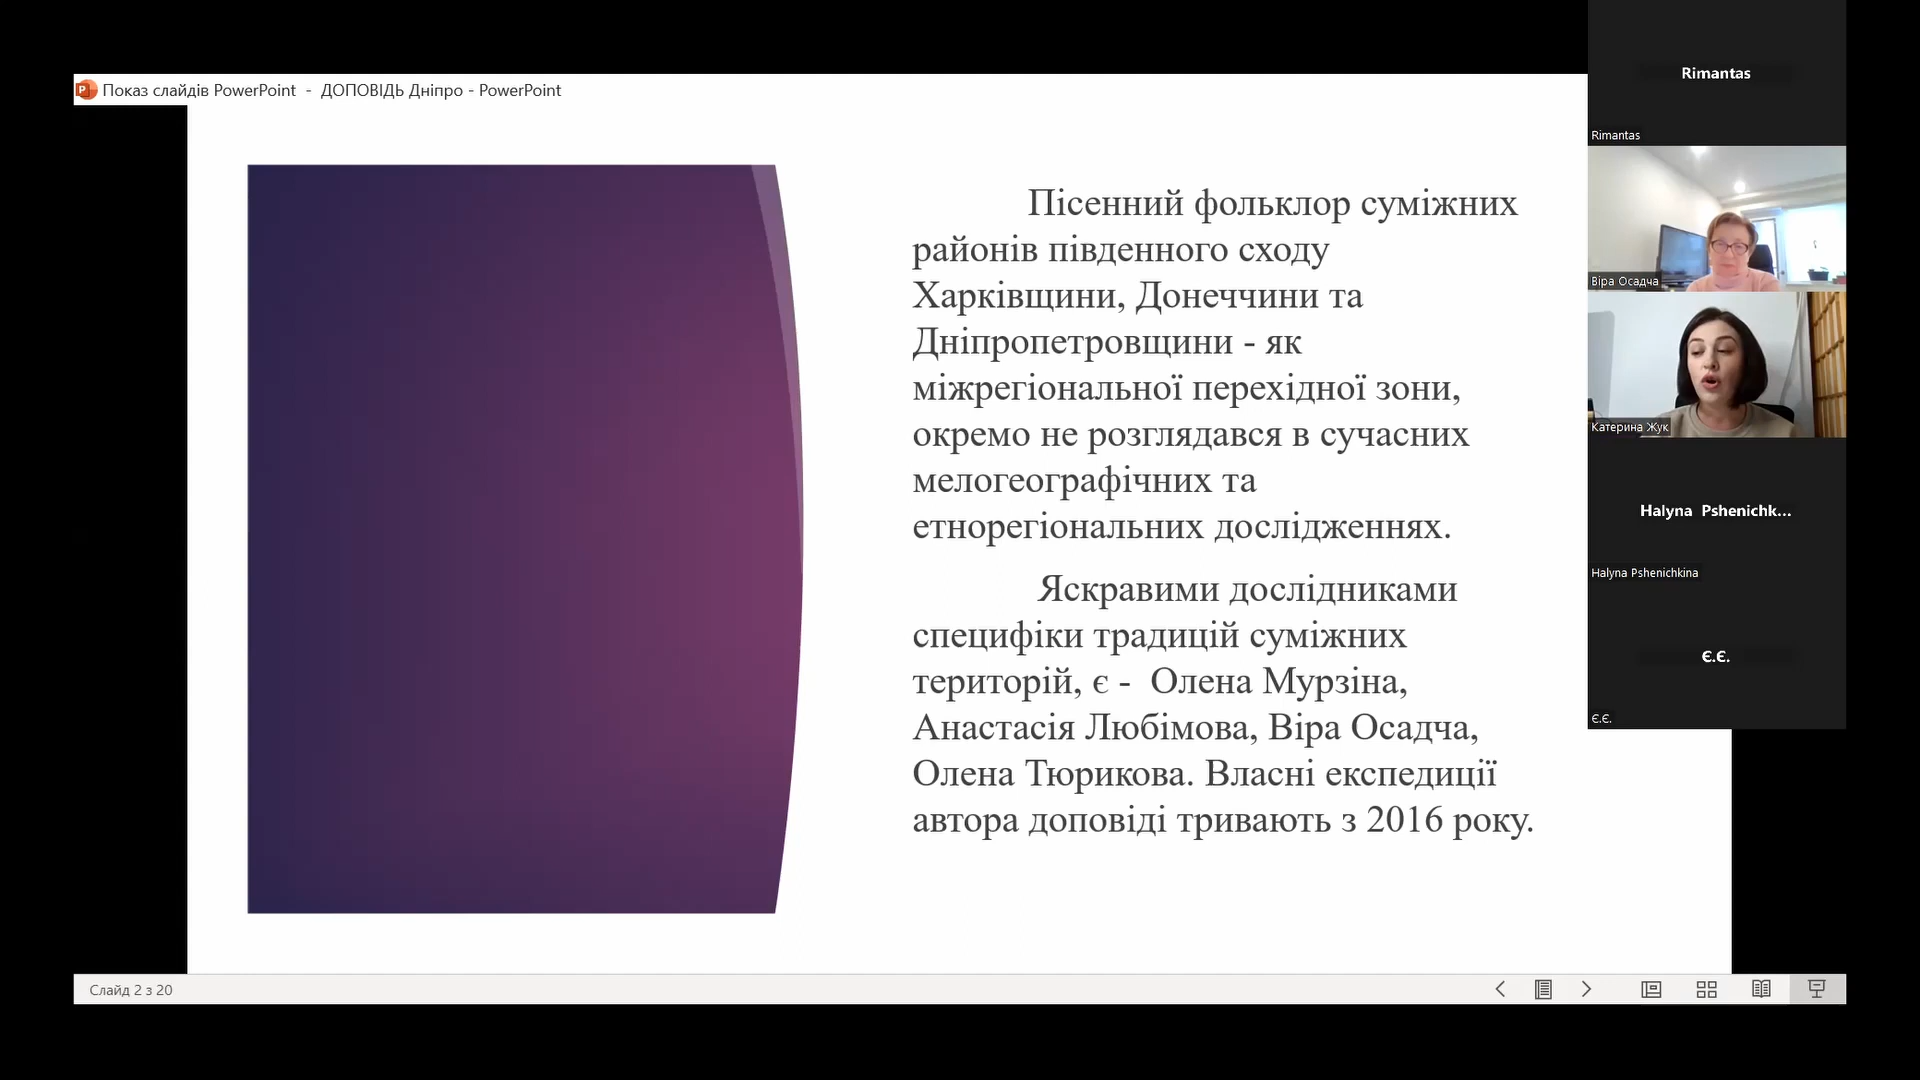 Показ слайдів PowerPoint - ДОПОВІДЬ Дніпро - PowerPoint
Пісенний фольклор суміжних
районів південного сходу
Харківщини, Донеччини та
Дніпропетровщини - як
міжрегіональної перехідної зони,
окремо не розглядався в сучасних
мелогеографічних та
етнорегіональних дослідженнях.
Яскравими дослідниками
специфіки традицій суміжних
територій, є - Олена Мурзіна,
Анастасія Любімова, Віра Осадча,
Олена Тюрикова. Власні експедиції
автора доповіді тривають з 2016 року.
Rimantas
Rimantas
Віра Осадча
Катерина Жук
Halyna Pshenichk...
Halyna Pshenichkina
Є.Є.
Є.Є.
Слайд 2 з 20